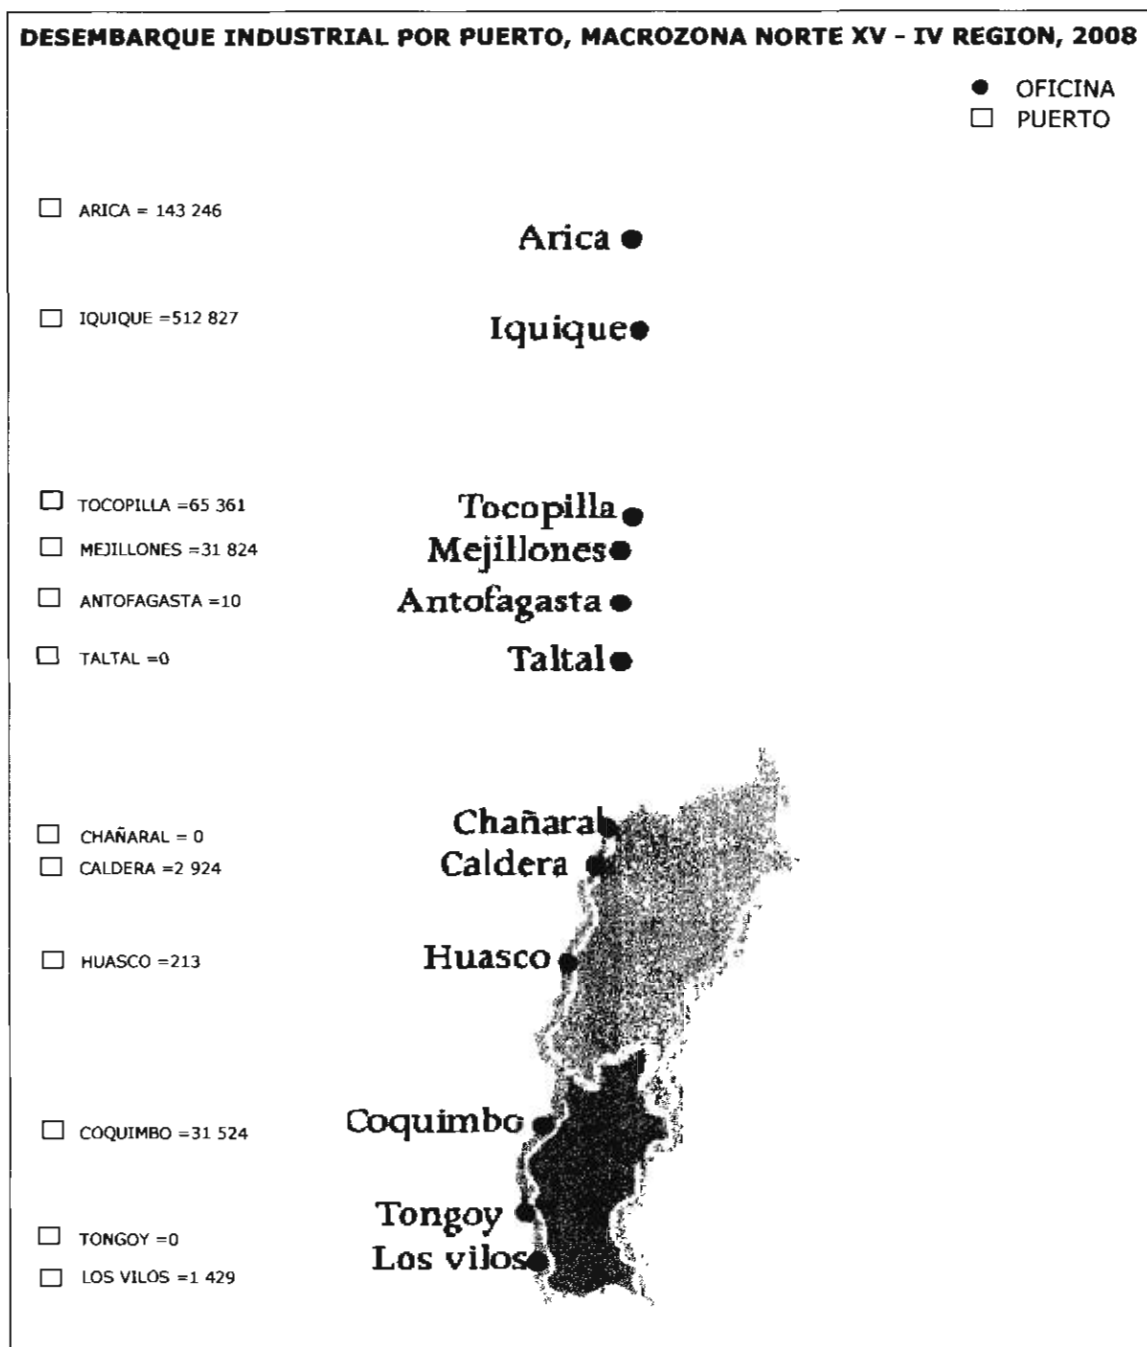 DESEMBARQUE INDUSTRIAL POR PUERTO, MACROZONA NORTE XV - IV REGION, 2008
OFICINA
PUERTO
ARICA = 143 246
Arica
IQUIQUE =512 827
Iquique
TOCOPILLA =65 361
Tocopilla
MEJILLONES =31 824
Mejillones
ANTOFAGASTA =10
Antofagasta
TALTAL =0
Taltal
CHAÑARAL = 0
Chañaral
CALDERA =2 924
Caldera
HUASCO =213
Huasco
COQUIMBO =31 524
Coquimbo
TONGOY =0
Tongoy
LOS VILOS =1 429
Los vilos